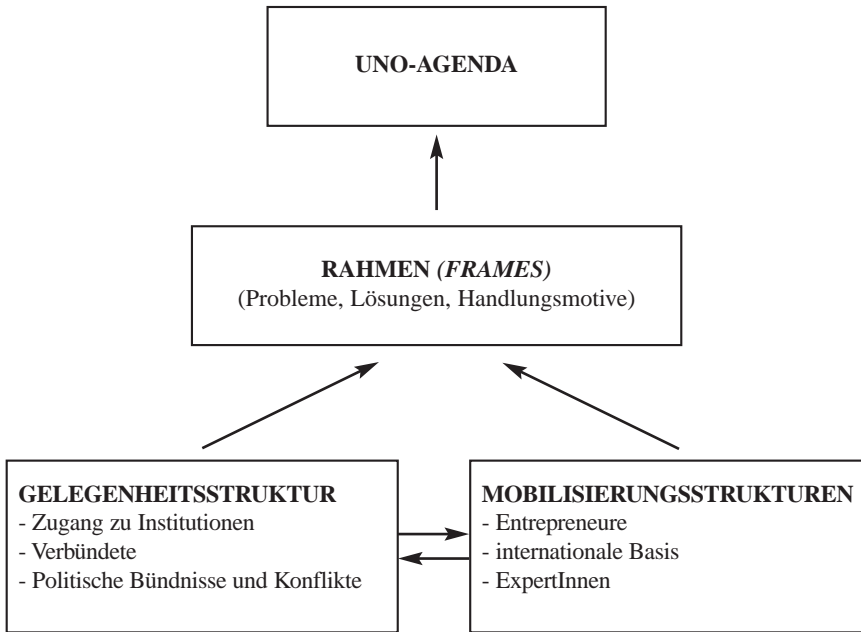 UNO-AGENDA
RAHMEN (FRAMES)
(Probleme, Lösungen, Handlungsmotive)
GELEGENHEITSSTRUKTUR
- Zugang zu Institutionen
- Verbündete
- Politische Bündnisse und Konflikte
MOBILISIERUNGSSTRUKTUREN
- Entrepreneure
- internationale Basis
- ExpertInnen